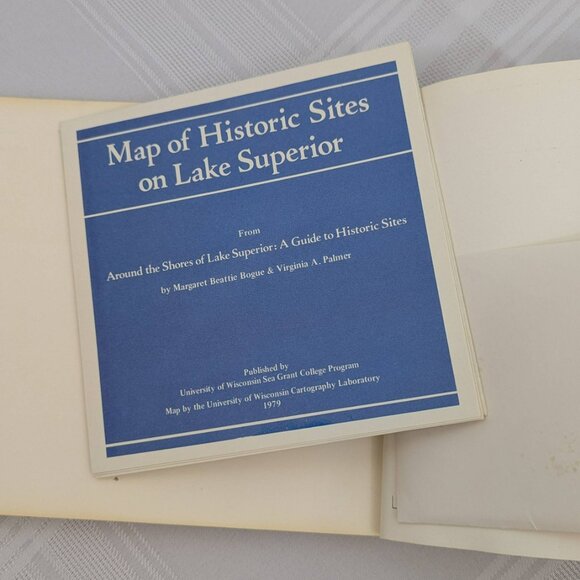 Map of Historic Sites
on Lake Superior
From
Around the Shores of Lake Superior: A Guide to Historic Sites
by Margaret Beattie Bogue & Virginia A. Palmer
Published by
University of Wisconsin Sea Grant College Program
Map by the University of Wisconsin Cartography Laboratory
1979